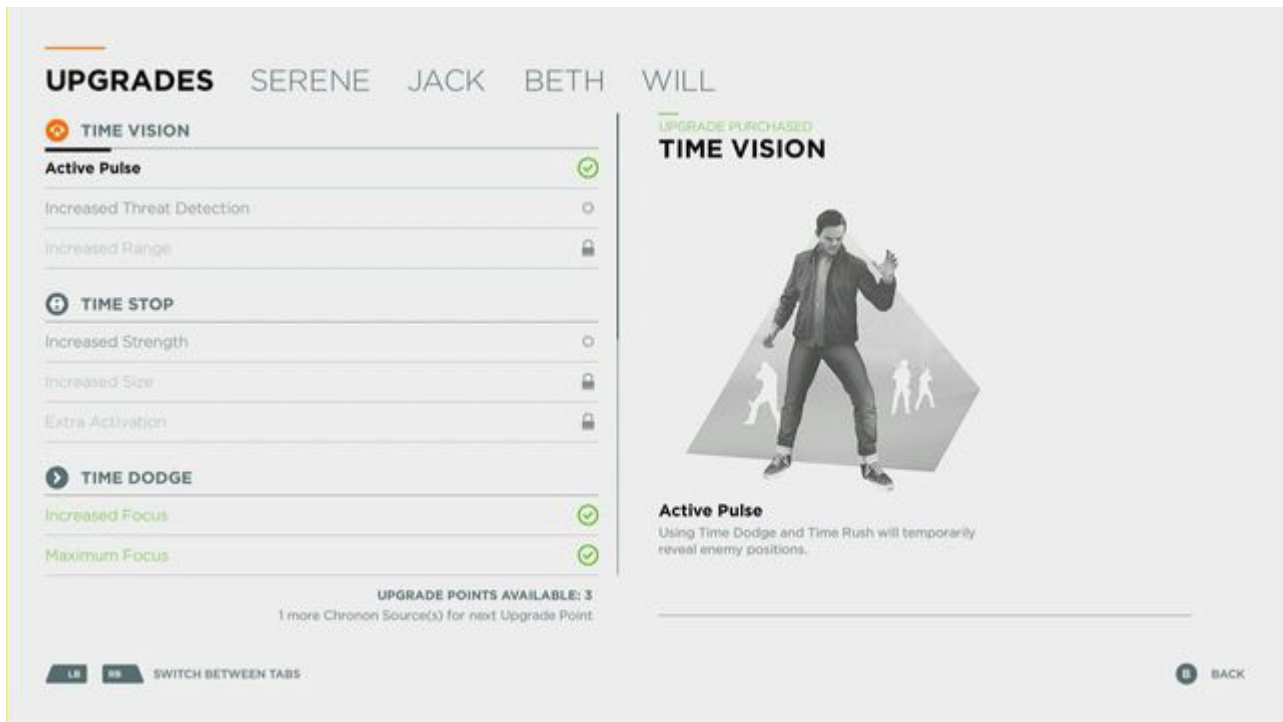 UPGRADES SERENE JACK BETH WILL
TIME VISION
Active Pulse
Increased Threat Detection
Increased Range
TIME STOP
Increased Strength
Increased Size
Extra Activation
TIME DODGE
Increased Focus
Maximum Focus
UPGRADE POINTS AVAILABLE: 3
1 more Chronon Source(s) for next Upgrade Point
UPGRADE PURCHASED
TIME VISION
Active Pulse
Using Time Dodge and Time Rush will temporarily
reveal enemy positions.
LB RB SWITCH BETWEEN TABS
B BACK